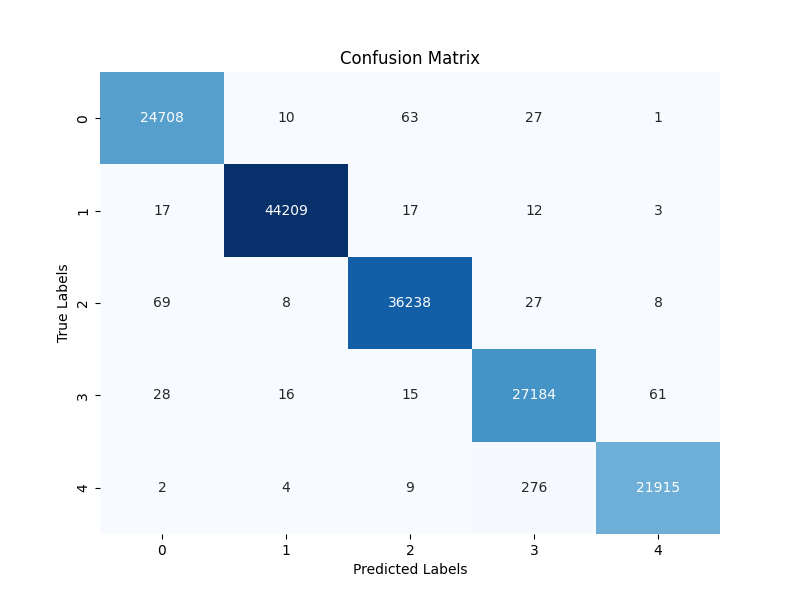 Confusion Matrix
0 24708 10 63 27 1
1 17 44209 17 12 3
2 69 8 36238 27 8
3 28 16 15 27184 61
4 2 4 9 276 21915
True Labels
0 1 2 3 4
Predicted Labels